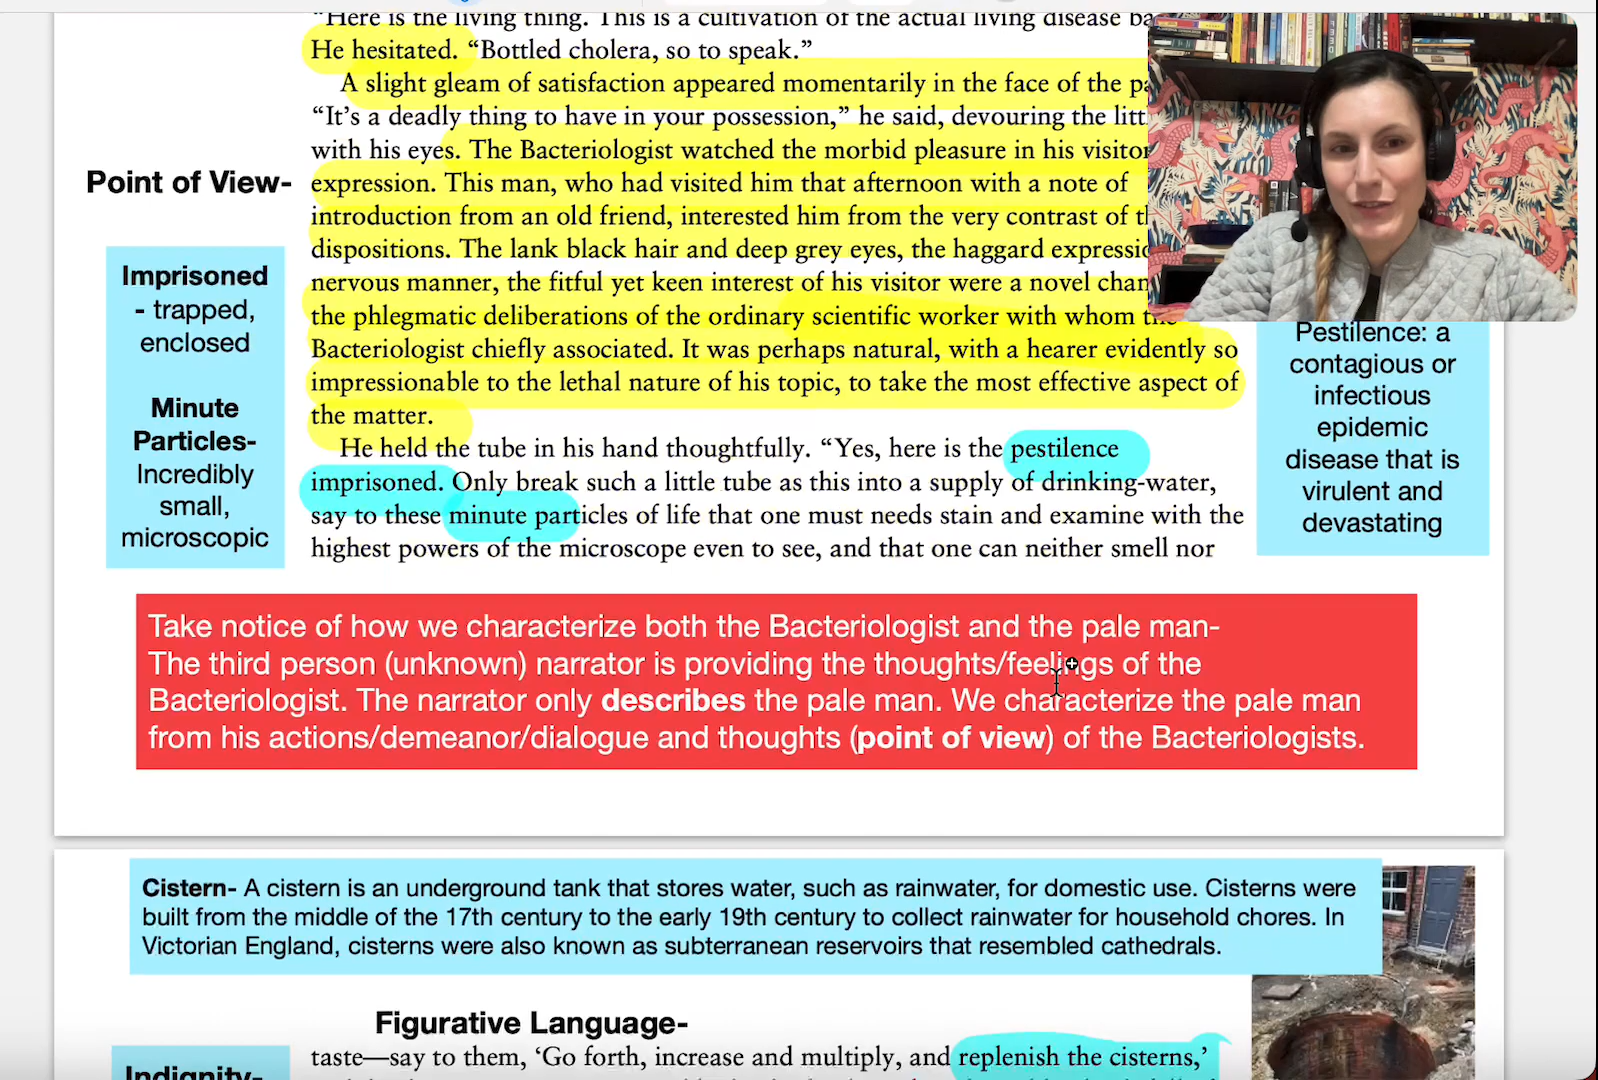 “Here is the living thing. This is a cultivation of the actual living disease ba
He hesitated. “Bottled cholera, so to speak.”
A slight gleam of satisfaction appeared momentarily in the face of the pa
“It’s a deadly thing to have in your possession,” he said, devouring the litt
with his eyes. The Bacteriologist watched the morbid pleasure in his visitor
Point of View-
expression. This man, who had visited him that afternoon with a note of
introduction from an old friend, interested him from the very contrast of t
dispositions. The lank black hair and deep grey eyes, the haggard expressio
nervous manner, the fitful yet keen interest of his visitor were a novel chan
the phlegmatic deliberations of the ordinary scientific worker with whom the
Bacteriologist chiefly associated. It was perhaps natural, with a hearer evidently so
impressionable to the lethal nature of his topic, to take the most effective aspect of
the matter.
He held the tube in his hand thoughtfully. “Yes, here is the pestilence
imprisoned. Only break such a little tube as this into a supply of drinking-water,
say to these minute particles of life that one must needs stain and examine with the
highest powers of the microscope even to see, and that one can neither smell nor
Imprisoned
- trapped,
enclosed
Minute
Particles-
Incredibly
small,
microscopic
Pestilence: a
contagious or
infectious
epidemic
disease that is
virulent and
devastating
Take notice of how we characterize both the Bacteriologist and the pale man-
The third person (unknown) narrator is providing the thoughts/feelings of the
Bacteriologist. The narrator only describes the pale man. We characterize the pale man
from his actions/demeanor/dialogue and thoughts (point of view) of the Bacteriologists.
Cistern- A cistern is an underground tank that stores water, such as rainwater, for domestic use. Cisterns were
built from the middle of the 17th century to the early 19th century to collect rainwater for household chores. In
Victorian England, cisterns were also known as subterranean reservoirs that resembled cathedrals.
Figurative Language-
taste—say to them, ‘Go forth, increase and multiply, and replenish the cisterns,’
Indignity-